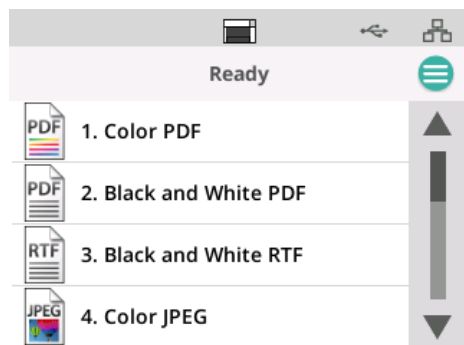 Ready
PDF 1. Color PDF
PDF 2. Black and White PDF
RTF 3. Black and White RTF
JPEG 4. Color JPEG